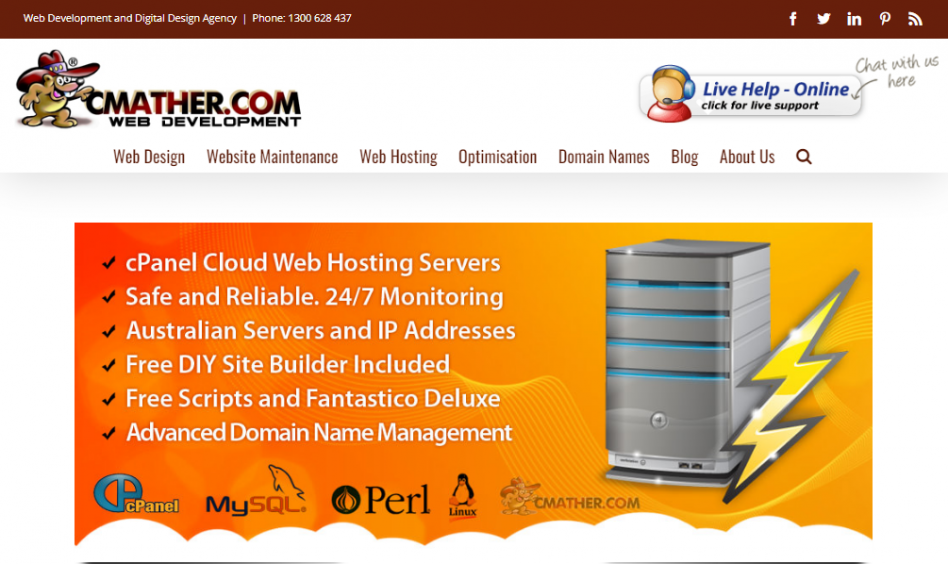 Web Development and Digital Design Agency | Phone: 1300 628 437
CMATHER.COM
WEB DEVELOPMENT
®
Live Help - Online
click for live support
Chat with us
here
Web Design Website Maintenance Web Hosting Optimisation Domain Names Blog About Us
cPanel Cloud Web Hosting Servers
Safe and Reliable. 24/7 Monitoring
Australian Servers and IP Addresses
Free DIY Site Builder Included
Free Scripts and Fantastico Deluxe
Advanced Domain Name Management
cPanel MySQL® Perl Linux CMATHER.COM